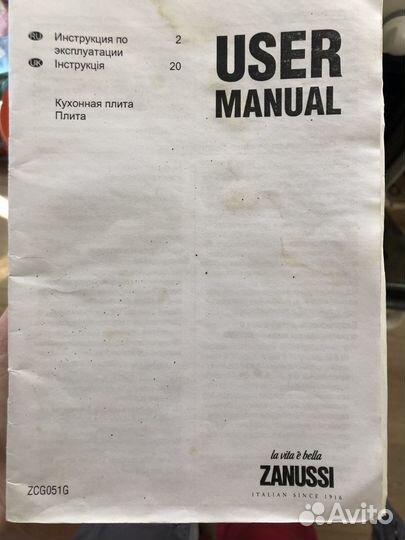 RU Инструкция по 2
эксплуатации
UK Інструкція 20
Кухонная плита
Плита
USER
MANUAL
la vita è bella
ZANUSSI
ITALIAN SINCE 1916
ZCG051G
Avito